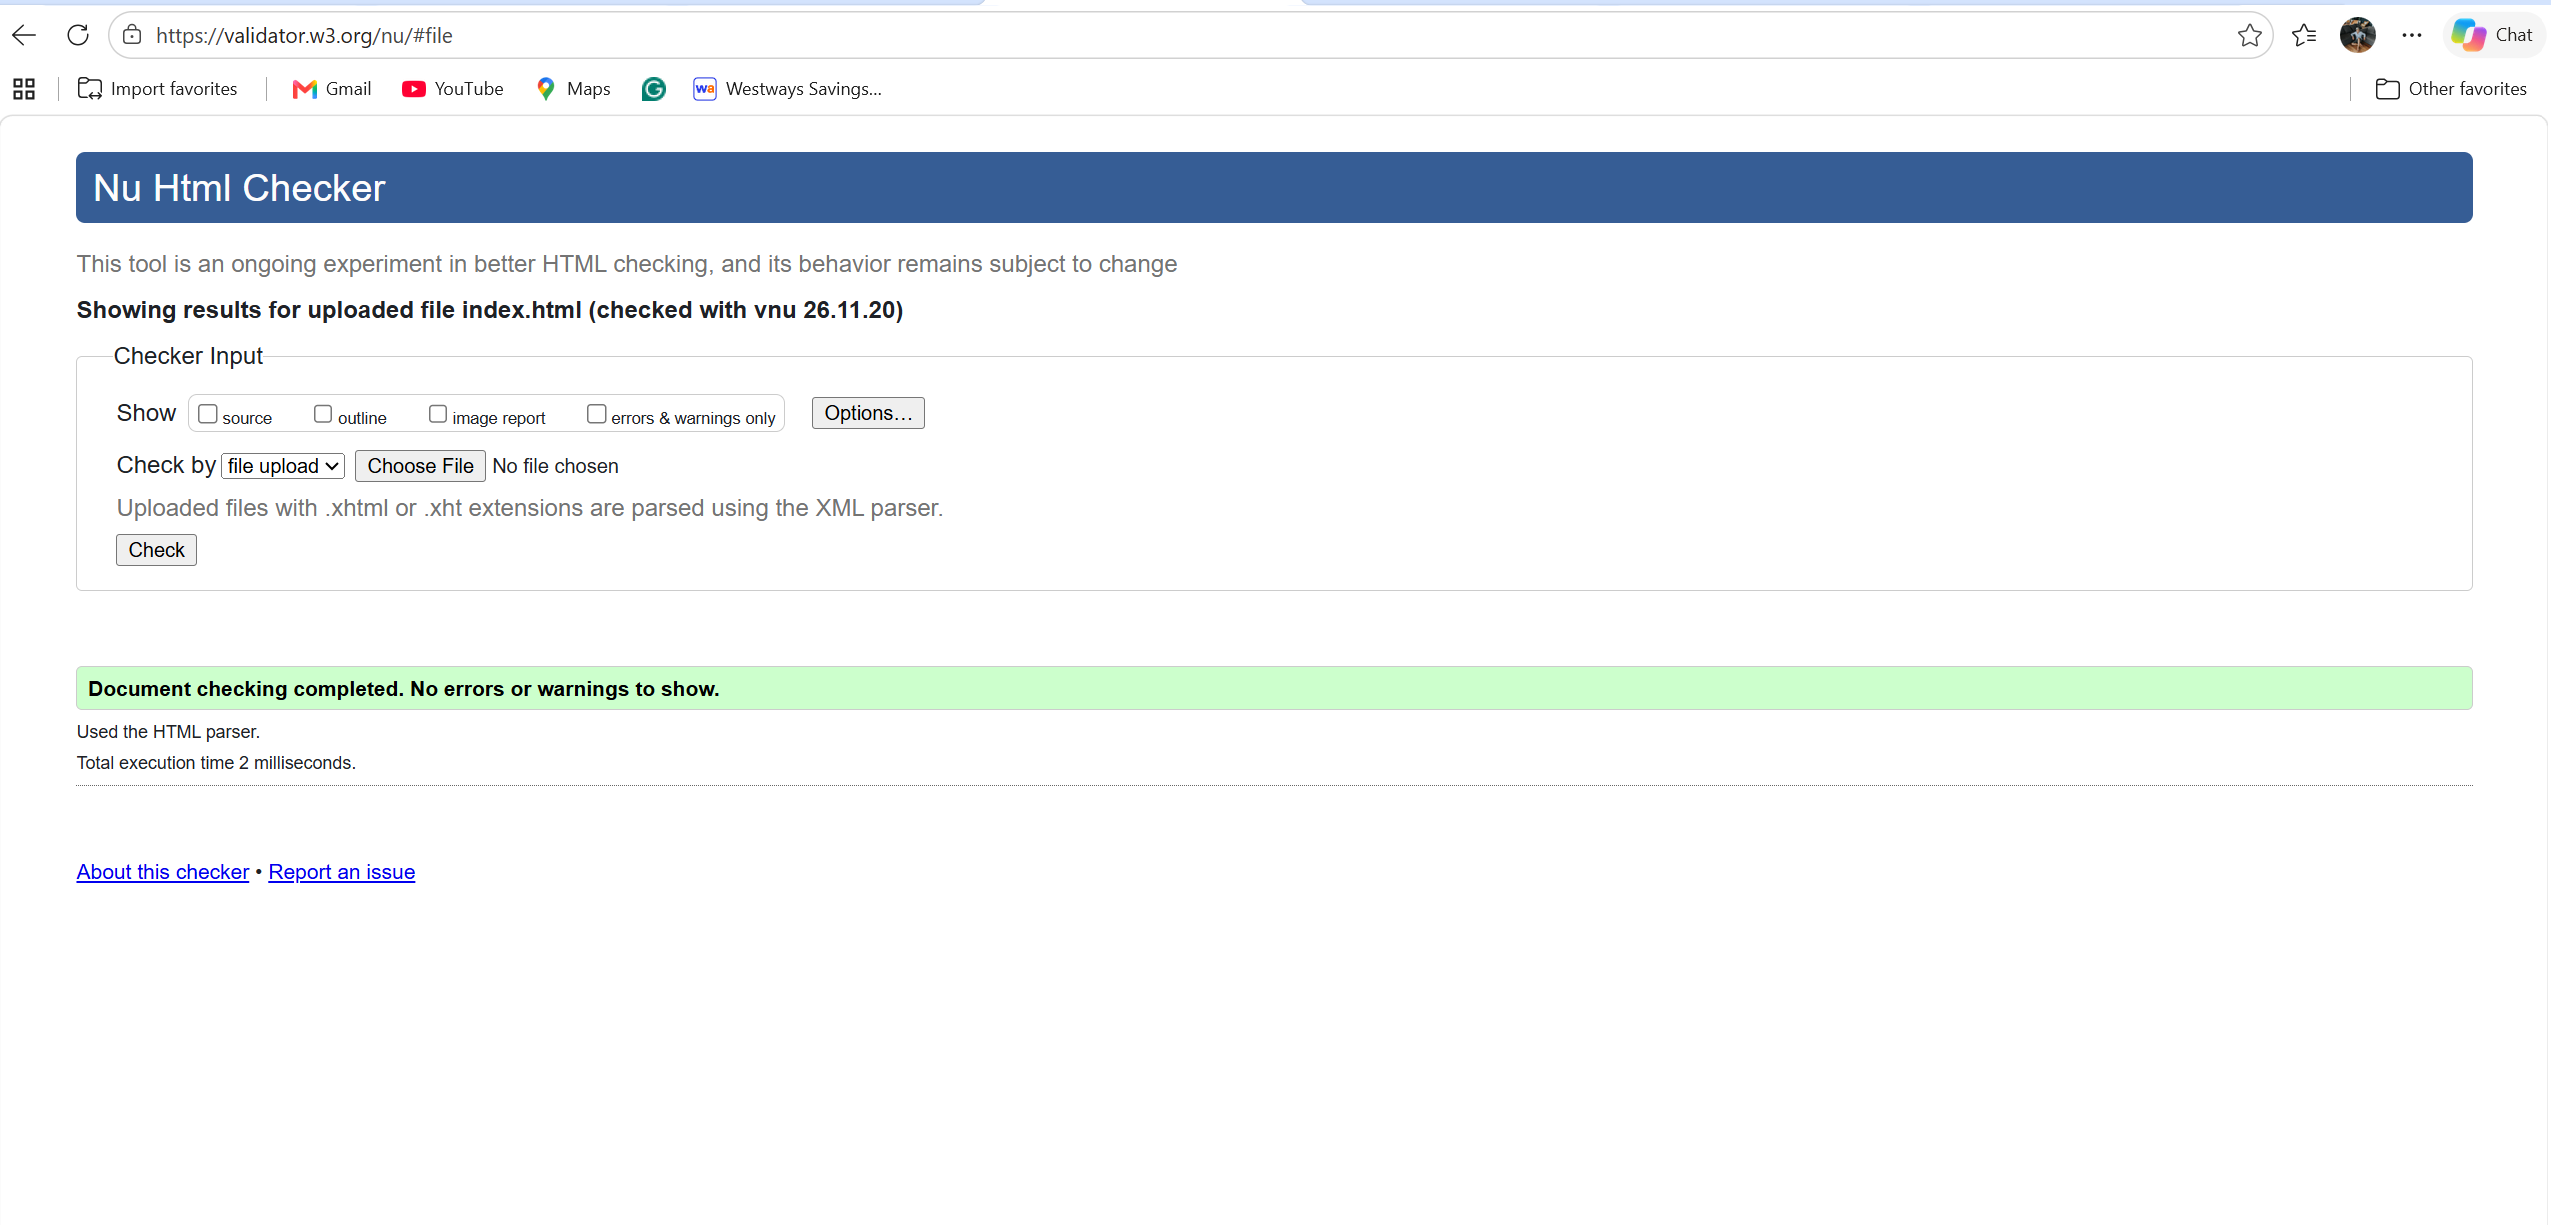 https://validator.w3.org/nu/#file
Chat
Import favorites
Gmail
YouTube
Maps
G
wa
Westways Savings...
Other favorites
Nu Html Checker
This tool is an ongoing experiment in better HTML checking, and its behavior remains subject to change
Showing results for uploaded file index.html (checked with vnu 26.11.20)
Checker Input
Show source outline image report errors & warnings only Options…
Check by file upload Choose File No file chosen
Uploaded files with .xhtml or .xht extensions are parsed using the XML parser.
Check
Document checking completed. No errors or warnings to show.
Used the HTML parser.
Total execution time 2 milliseconds.
About this checker • Report an issue